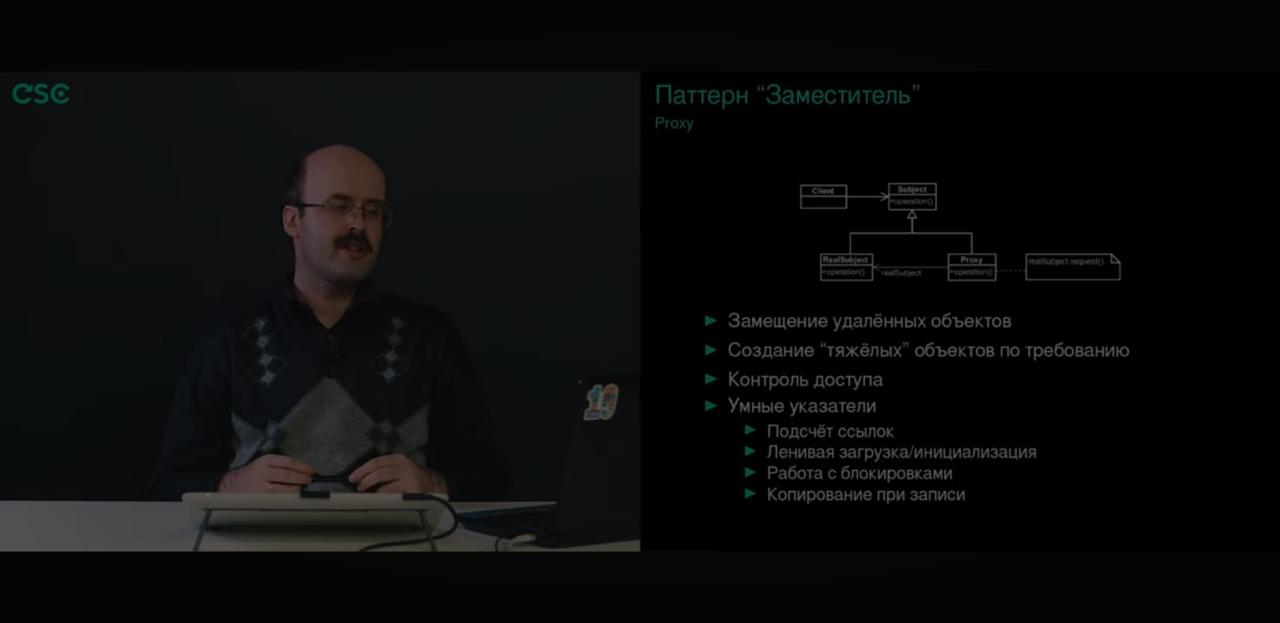 CSC
Паттерн “Заместитель”
Proxy
Client
Subject
+operation()
RealSubject
+operation()
realSubject
Proxy
+operation()
realSubject.request()
19
► Замещение удалённых объектов
► Создание “тяжёлых” объектов по требованию
► Контроль доступа
► Умные указатели
► Подсчёт ссылок
► Ленивая загрузка/инициализация
► Работа с блокировками
► Копирование при записи